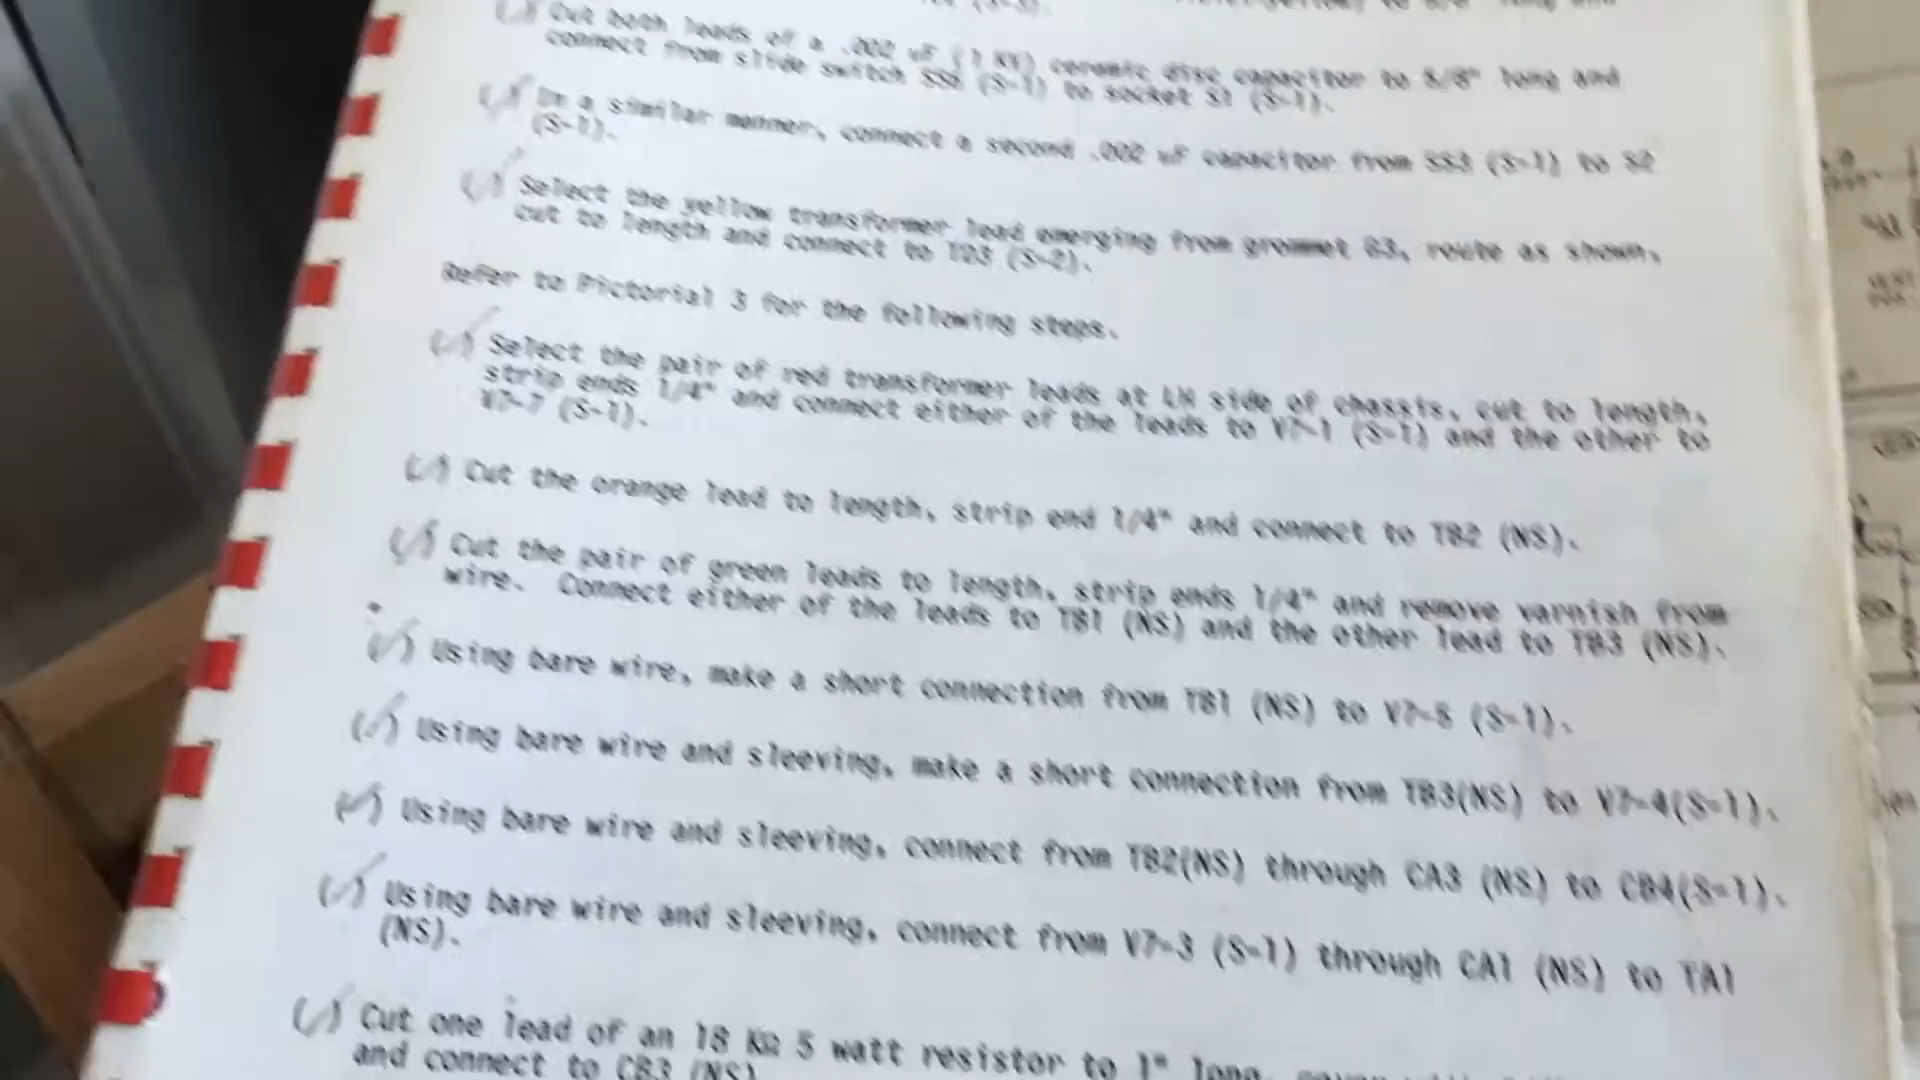 (✓) Cut both leads of a .002 uF (1 KV) ceramic disc capacitor to 5/8" long and
connect from slide switch SS6 (S-1) to socket S1 (S-1).
(✓) In a similar manner, connect a second .002 uF capacitor from SS3 (S-1) to S2
(S-1).
(✓) Select the yellow transformer lead emerging from grommet G3, route as shown,
cut to length and connect to TD3 (S-2).
Refer to Pictorial 3 for the following steps.
(✓) Select the pair of red transformer leads at LH side of chassis, cut to length,
strip ends 1/4" and connect either of the leads to V7-1 (S-1) and the other to
V7-7 (S-1).
(✓) Cut the orange lead to length, strip end 1/4" and connect to TB2 (NS).
(✓) Cut the pair of green leads to length, strip ends 1/4" and remove varnish from
wire. Connect either of the leads to TB1 (NS) and the other lead to TB3 (NS).
(✓) Using bare wire, make a short connection from TB1 (NS) to V7-5 (S-1).
(✓) Using bare wire and sleeving, make a short connection from TB3(NS) to V7-4(S-1).
(✓) Using bare wire and sleeving, connect from TB2(NS) through CA3 (NS) to CB4(S-1).
(✓) Using bare wire and sleeving, connect from V7-3 (S-1) through CA1 (NS) to TA1
(NS).
(✓) Cut one lead of an 18 KΩ 5 watt resistor to 1" long,
and connect to CB3 (NS)